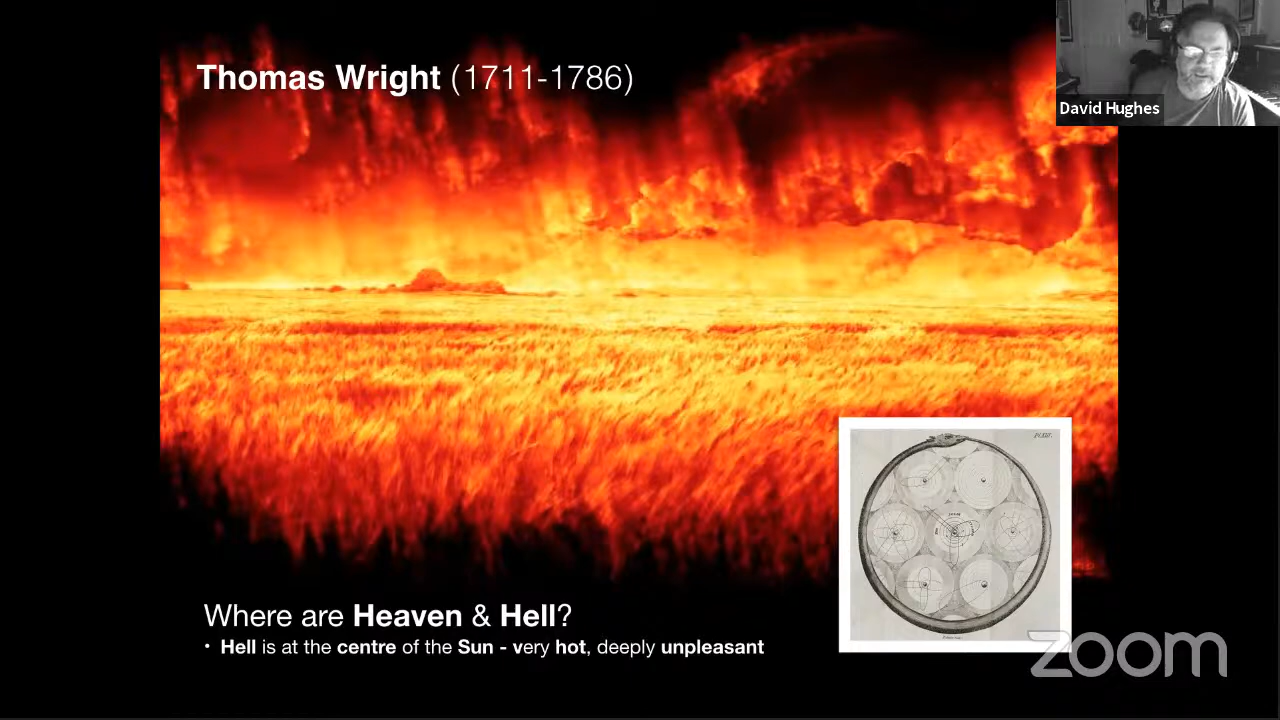 Thomas Wright (1711-1786)
David Hughes
Where are Heaven & Hell?
• Hell is at the centre of the Sun - very hot, deeply unpleasant
zoom